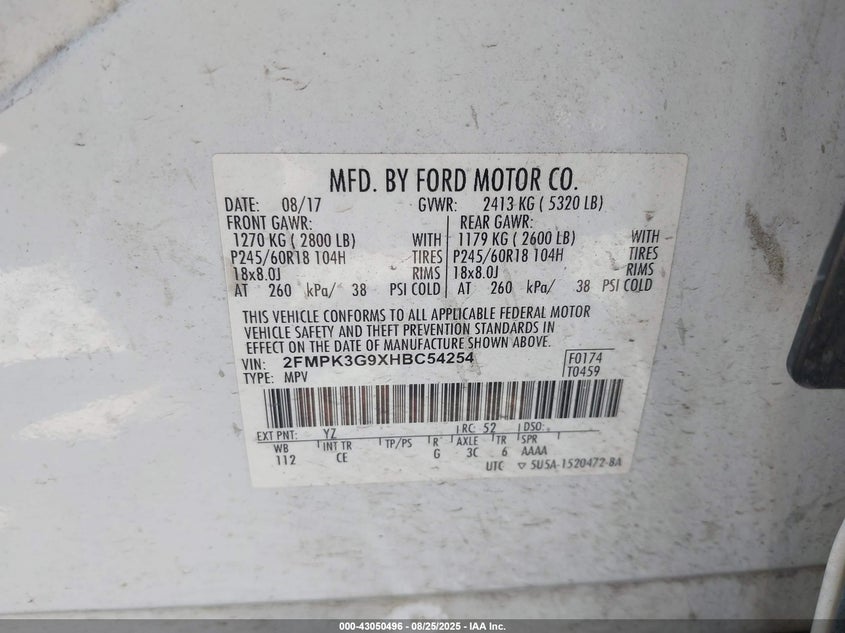 MFD. BY FORD MOTOR CO.
DATE: 08/17 GVWR: 2413 KG ( 5320 LB)
FRONT GAWR: REAR GAWR:
1270 KG ( 2800 LB) WITH 1179 KG ( 2600 LB) WITH
P245/60R18 104H TIRES P245/60R18 104H TIRES
18x8.0J RIMS 18x8.0J RIMS
AT 260 kPa/ 38 PSI COLD AT 260 kPa/ 38 PSI COLD
THIS VEHICLE CONFORMS TO ALL APPLICABLE FEDERAL MOTOR
VEHICLE SAFETY AND THEFT PREVENTION STANDARDS IN
EFFECT ON THE DATE OF MANUFACTURE SHOWN ABOVE.
VIN: 2FMPK3G9XHBC54254 F0174
TYPE: MPV T0459
EXT PNT: YZ RC: 52 DSO:
WB INT TR TP/PS R AXLE TR SPR
112 CE G 3C 6 AAAA
UTC ▽ 5U5A-1520472-BA
000-43050496 - 08/25/2025 - IAA Inc.